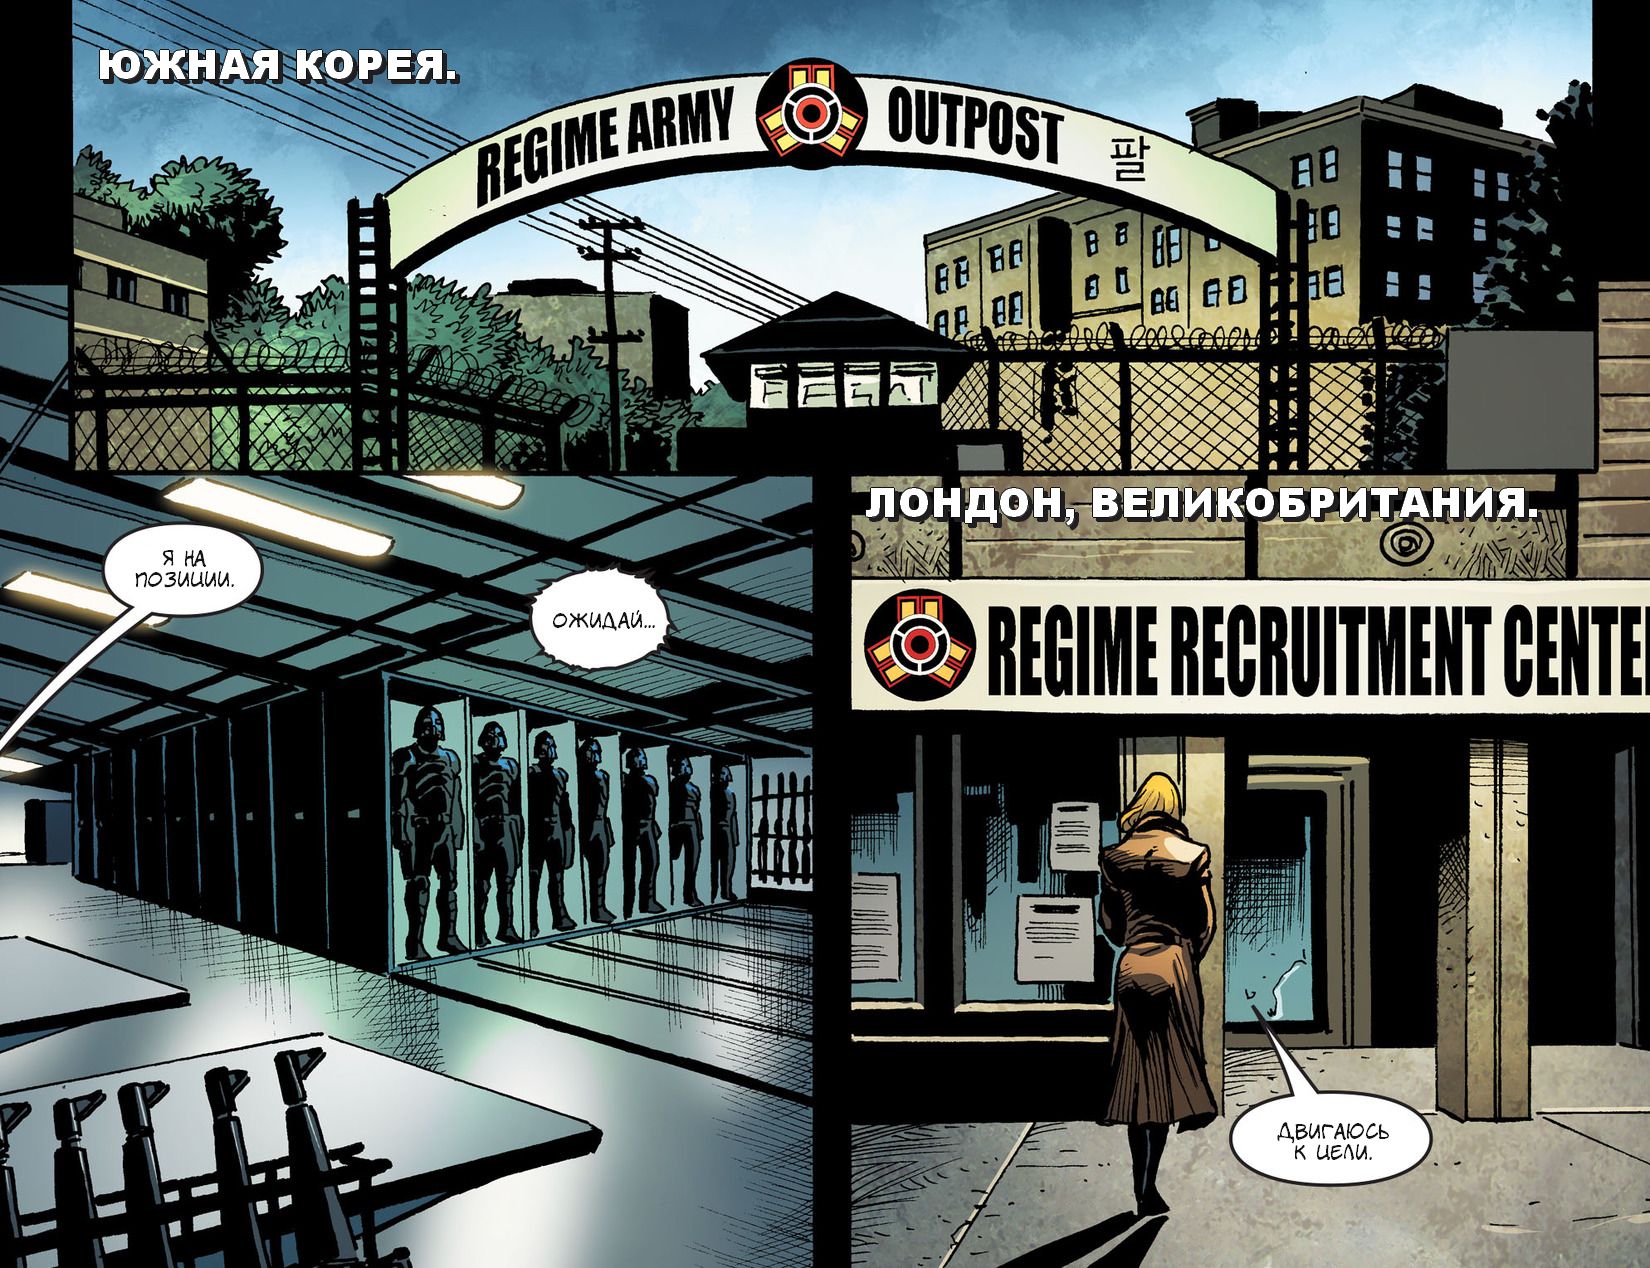 ЮЖНАЯ КОРЕЯ.
REGIME ARMY OUTPOST 팔
Я НА
ПОЗИЦИИ.
ОЖИДАЙ...
ЛОНДОН, ВЕЛИКОБРИТАНИЯ.
REGIME RECRUITMENT CENTE
ДВИГАЮСЬ
К ЦЕЛИ.